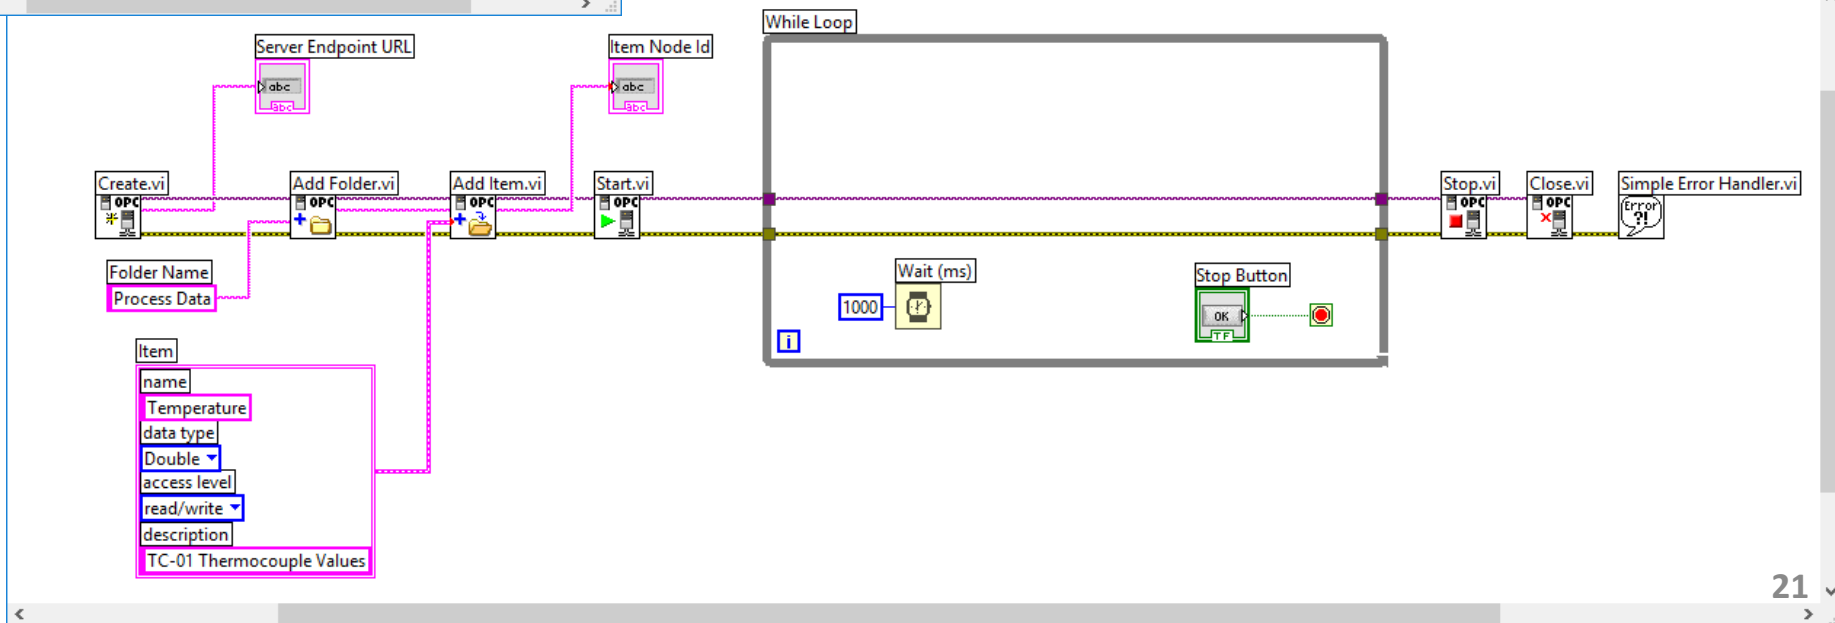 While Loop
Server Endpoint URL
Item Node Id
abc
abc
abc
abc
Create.vi
Add Folder.vi
Add Item.vi
Start.vi
Stop.vi
Close.vi
Simple Error Handler.vi
OPC
OPC
OPC
OPC
OPC
OPC
Error
?!
Folder Name
Process Data
Wait (ms)
1000
Stop Button
OK
TF
i
Item
name
Temperature
data type
Double
access level
read/write
description
TC-01 Thermocouple Values
21